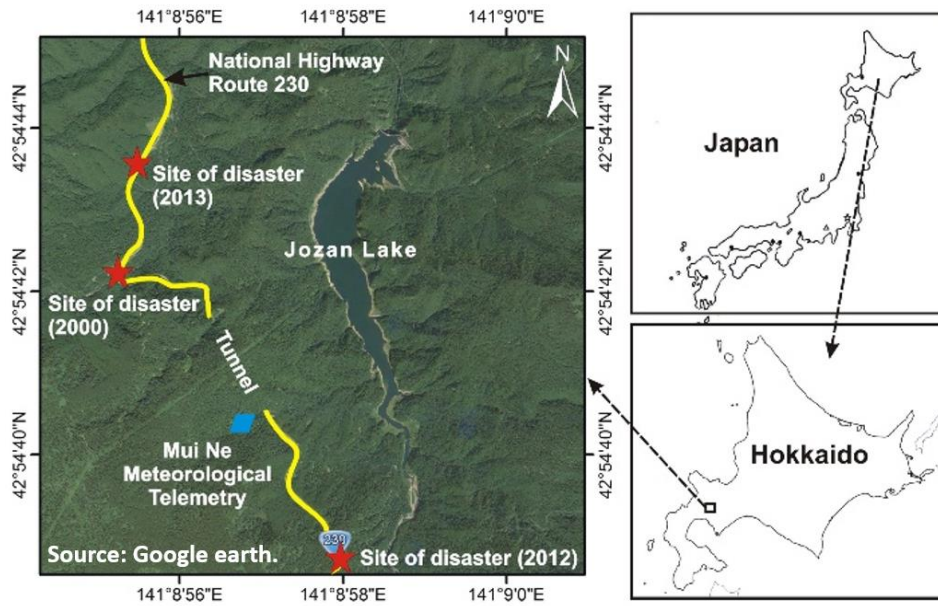 141°8'56"E
141°8'58"E
141°9'0"E
National Highway
Route 230
N
42°54'44"N
42°54'44"N
Site of disaster
(2013)
Japan
Jozan Lake
42°54'42"N
42°54'42"N
Site of disaster
(2000)
Tunnel
Mui Ne
Meteorological
Telemetry
Hokkaido
42°54'40"N
42°54'40"N
Source: Google earth.
Site of disaster (2012)
141°8'56"E
141°8'58"E
141°9'0"E